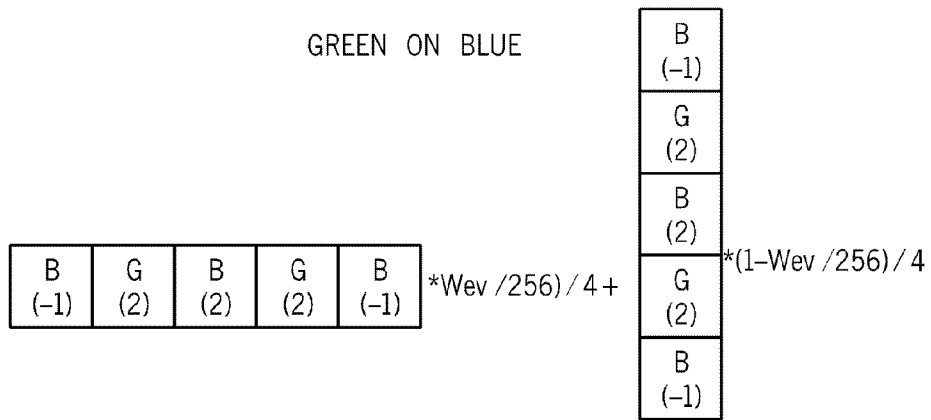 GREEN ON BLUE
B
(–1)
G
(2)
B
(2)
G
(2)
B
(–1)
*Wev /256) / 4 +
B
(–1)
G
(2)
B
(2)
G
(2)
B
(–1)
*(1–Wev /256) / 4